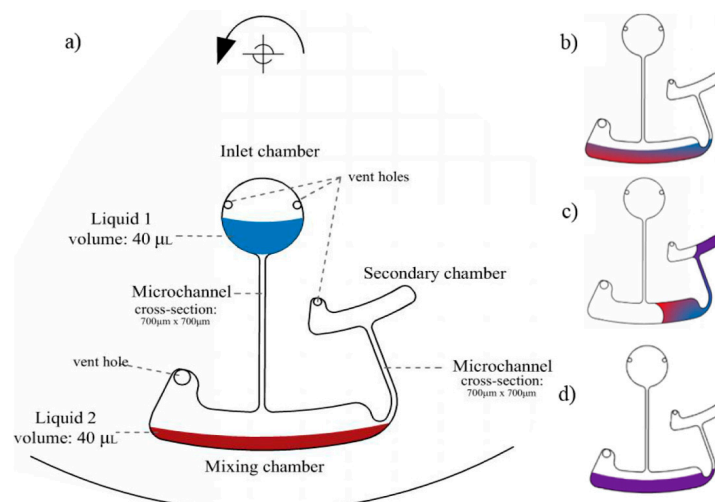 a)
b)
Inlet chamber
vent holes
Liquid 1
volume: 40 μL
c)
Secondary chamber
Microchannel
cross-section:
700μm x 700μm
vent hole
Microchannel
cross-section:
700μm x 700μm
d)
Liquid 2
volume: 40 μL
Mixing chamber